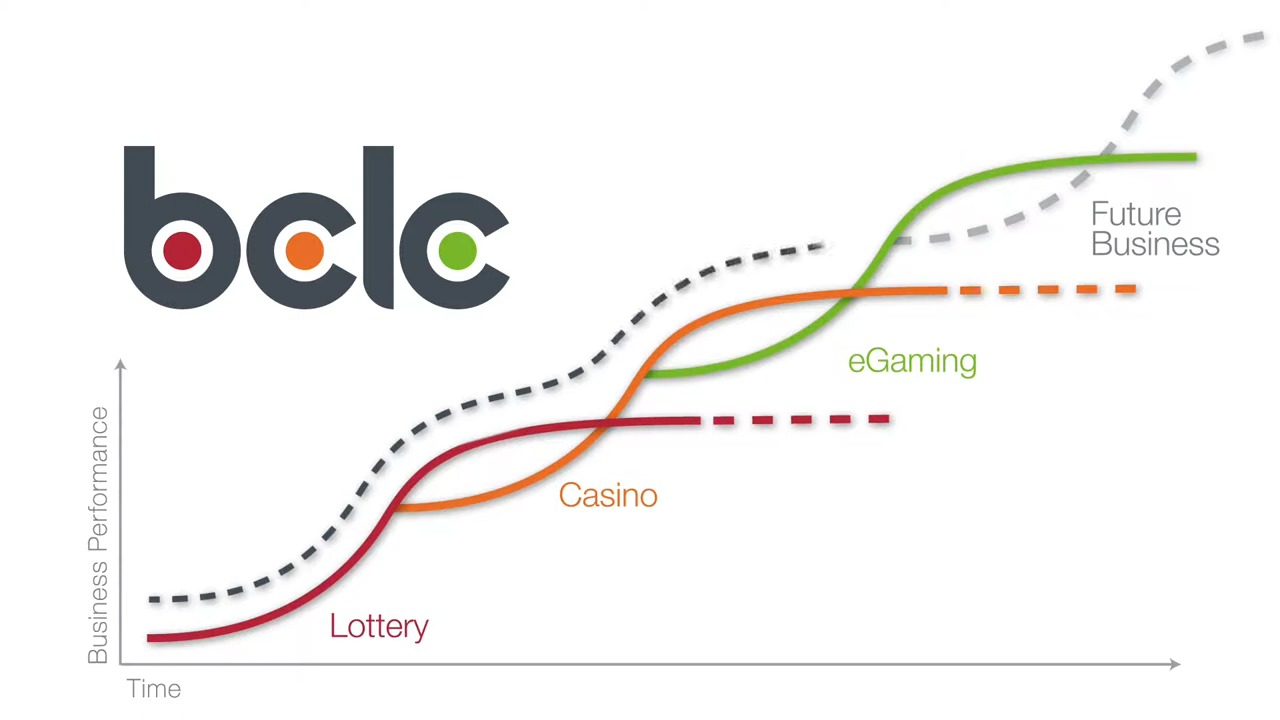 bclc
Future
Business
eGaming
Casino
Lottery
Business Performance
Time